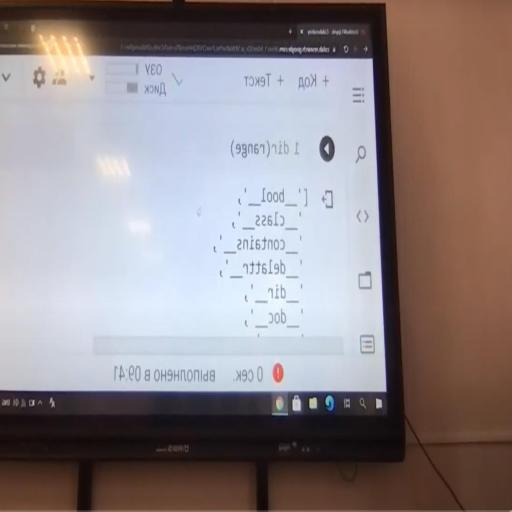 + Код + Текст
ОЗУ
Диск
1 dir(range)
['__bool__',
'__class__',
'__contains__',
'__delattr__',
'__dir__',
'__doc__',
0 сек. выполнено в 09:41